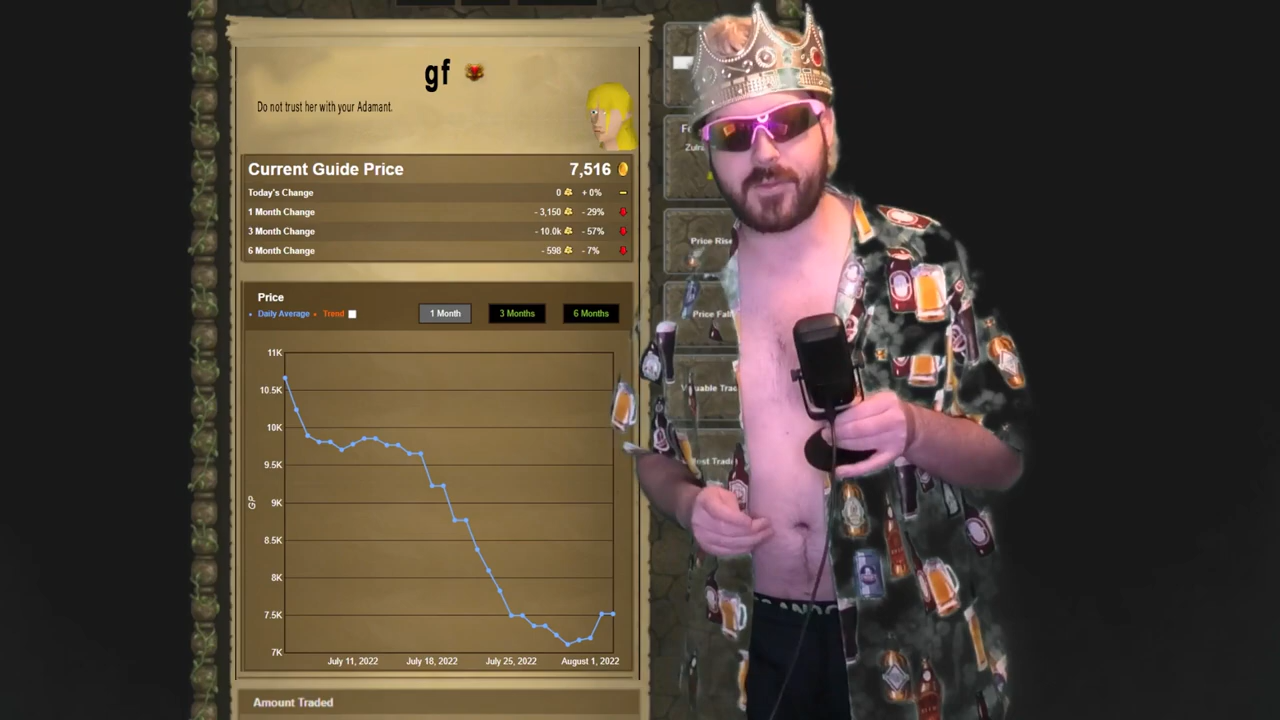 gf
Do not trust her with your Adamant.
Current Guide Price 7,516
Today's Change 0 + 0%
1 Month Change - 3,150 - 29%
3 Month Change - 10.0k - 57%
6 Month Change - 598 - 7%
Price
Daily Average Trend
1 Month 3 Months 6 Months
11K
10.5K
10K
9.5K
9K
8.5K
8K
7.5K
7K
GP
July 11, 2022 July 18, 2022 July 25, 2022 August 1, 2022
Amount Traded
Price Rise
Price Fall